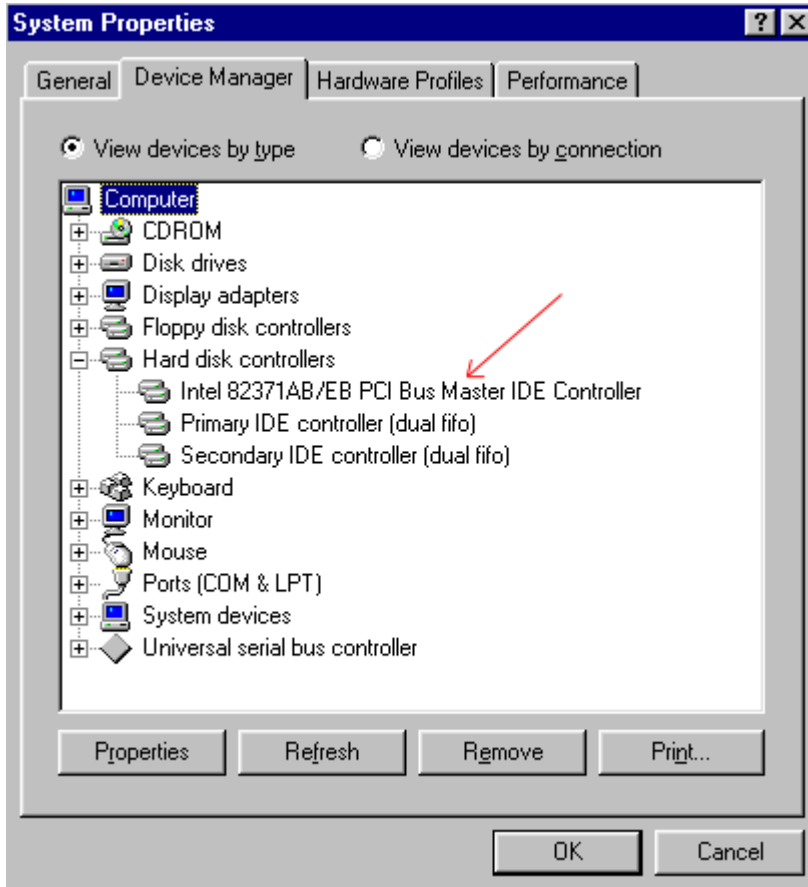 System Properties
General Device Manager Hardware Profiles Performance
View devices by type View devices by connection
Computer
CDROM
Disk drives
Display adapters
Floppy disk controllers
Hard disk controllers
Intel 82371AB/EB PCI Bus Master IDE Controller
Primary IDE controller (dual fifo)
Secondary IDE controller (dual fifo)
Keyboard
Monitor
Mouse
Ports (COM & LPT)
System devices
Universal serial bus controller
Properties Refresh Remove Print...
OK Cancel